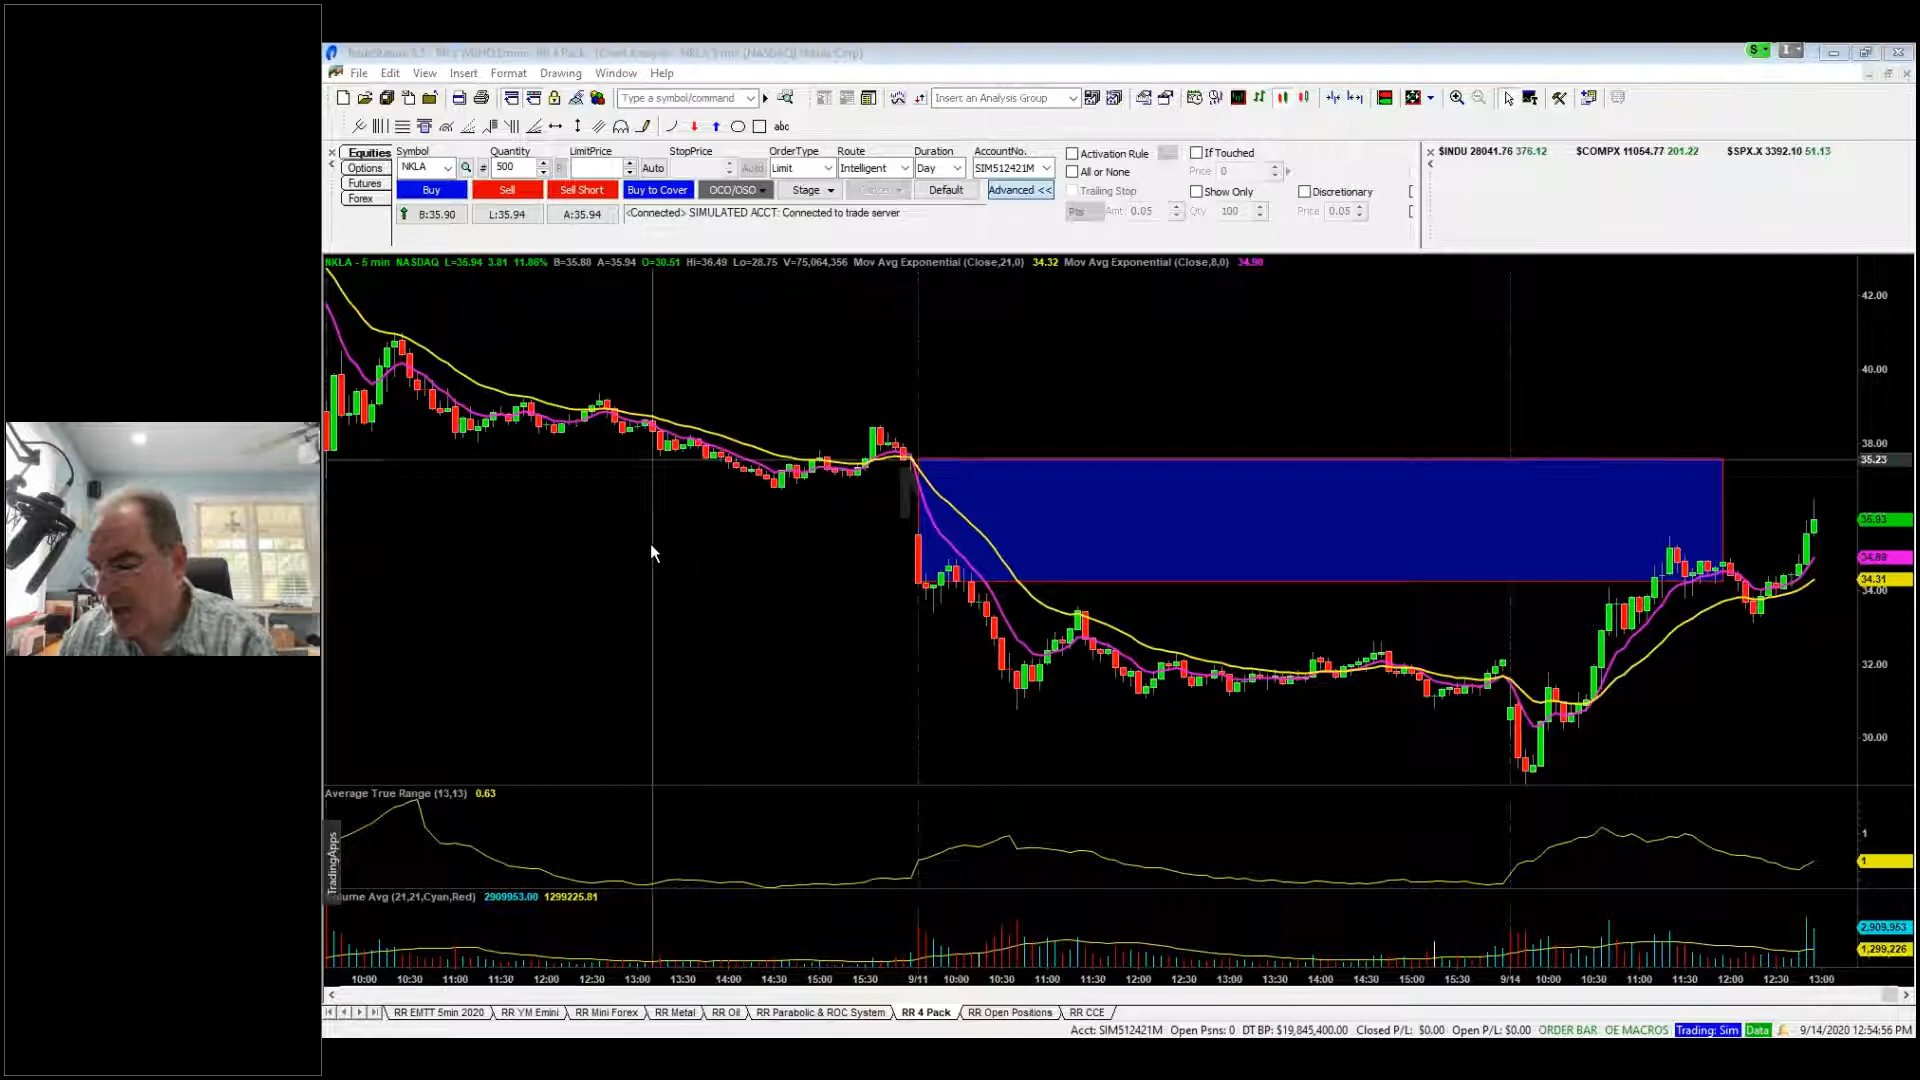 File Edit View Insert Format Drawing Window Help
Type a symbol/command
Insert an Analysis Group
abc
Equities
Options
Futures
Forex
Symbol Quantity LimitPrice StopPrice OrderType Route Duration AccountNo.
NKLA # 500 Auto Auto Limit Intelligent Day SIM512421M
Buy Sell Sell Short Buy to Cover OCO/OSO Stage Default Advanced <<
B:35.90 L:35.94 A:35.94 <Connected> SIMULATED ACCT: Connected to trade server
Activation Rule
All or None
Trailing Stop
Pts Amt 0.05
If Touched
Price 0
Show Only
Qty 100
Discretionary
Price 0.05
$INDU 28041.76 376.12 $COMPX 11054.77 201.22 $SPX.X 3392.10 51.13
NKLA - 5 min NASDAQ L=35.94 3.81 11.86% B=35.88 A=35.94 O=30.51 Hi=36.49 Lo=28.75 V=75,064,356 Mov Avg Exponential (Close,21,0) 34.32 Mov Avg Exponential (Close,8,0) 34.90
42.00
40.00
38.00
35.23
35.93
34.89
34.31
34.00
32.00
30.00
Average True Range (13,13) 0.63
1
1
TradingApps
ume Avg (21,21,Cyan,Red) 2909953.00 1299225.81
2,909,953
1,299,226
10:00 10:30 11:00 11:30 12:00 12:30 13:00 13:30 14:00 14:30 15:00 15:30 9/11 10:00 10:30 11:00 11:30 12:00 12:30 13:00 13:30 14:00 14:30 15:00 15:30 9/14 10:00 10:30 11:00 11:30 12:00 12:30 13:00
RR EMTT 5min 2020 RR YM Emini RR Mini Forex RR Metal RR Oil RR Parabolic & ROC System RR 4 Pack RR Open Positions RR CCE
Acct: SIM512421M Open Psns: 0 DT BP: $19,845,400.00 Closed P/L: $0.00 Open P/L: $0.00 ORDER BAR OE MACROS Trading: Sim Data 9/14/2020 12:54:56 PM